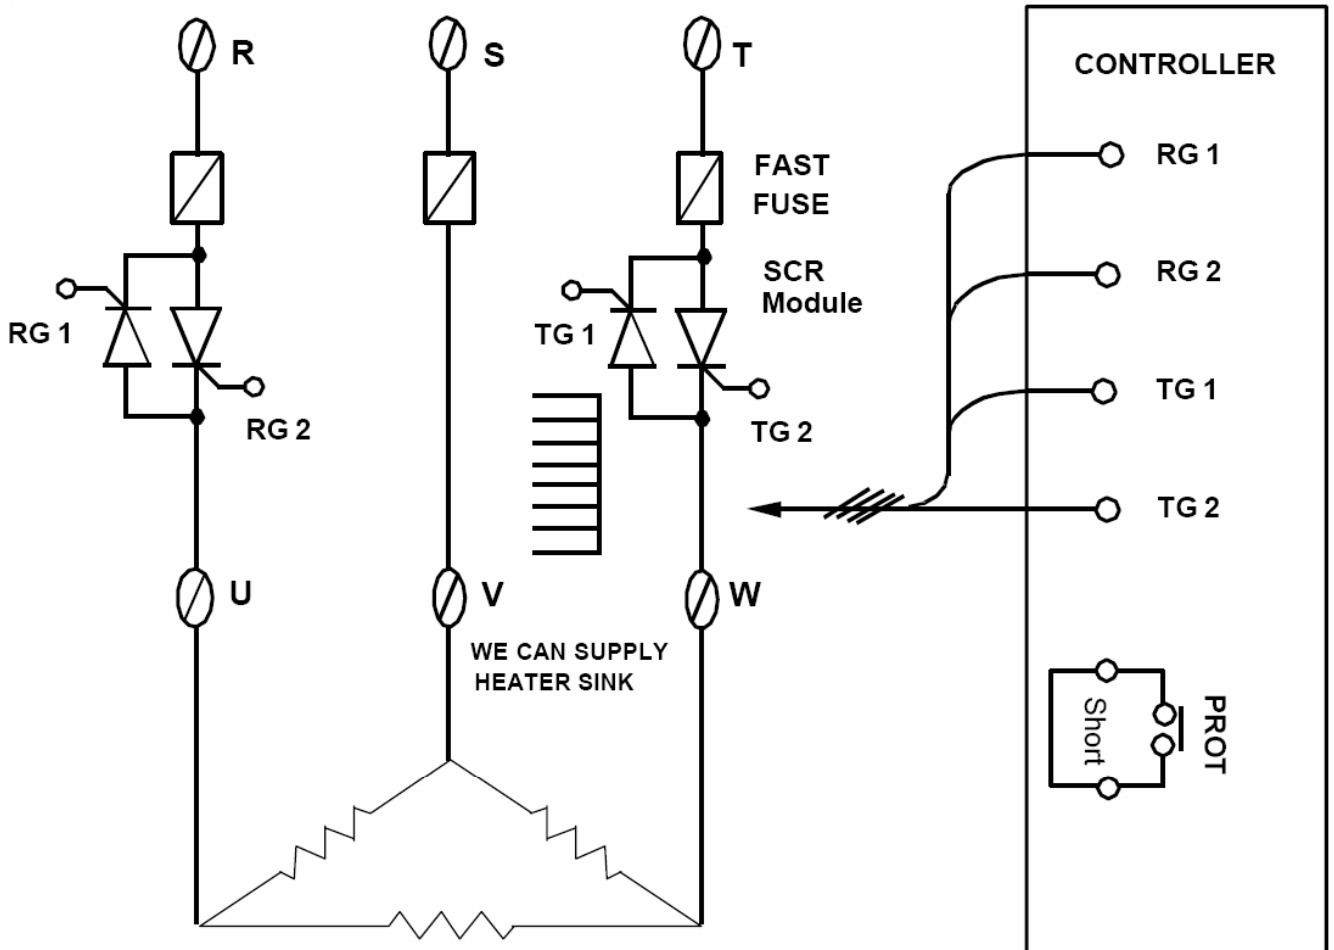 R
S
T
CONTROLLER
FAST
FUSE
RG 1
SCR
Module
RG 2
RG 1
TG 1
TG 1
RG 2
TG 2
TG 2
U
V
W
WE CAN SUPPLY
HEATER SINK
Short
PROT